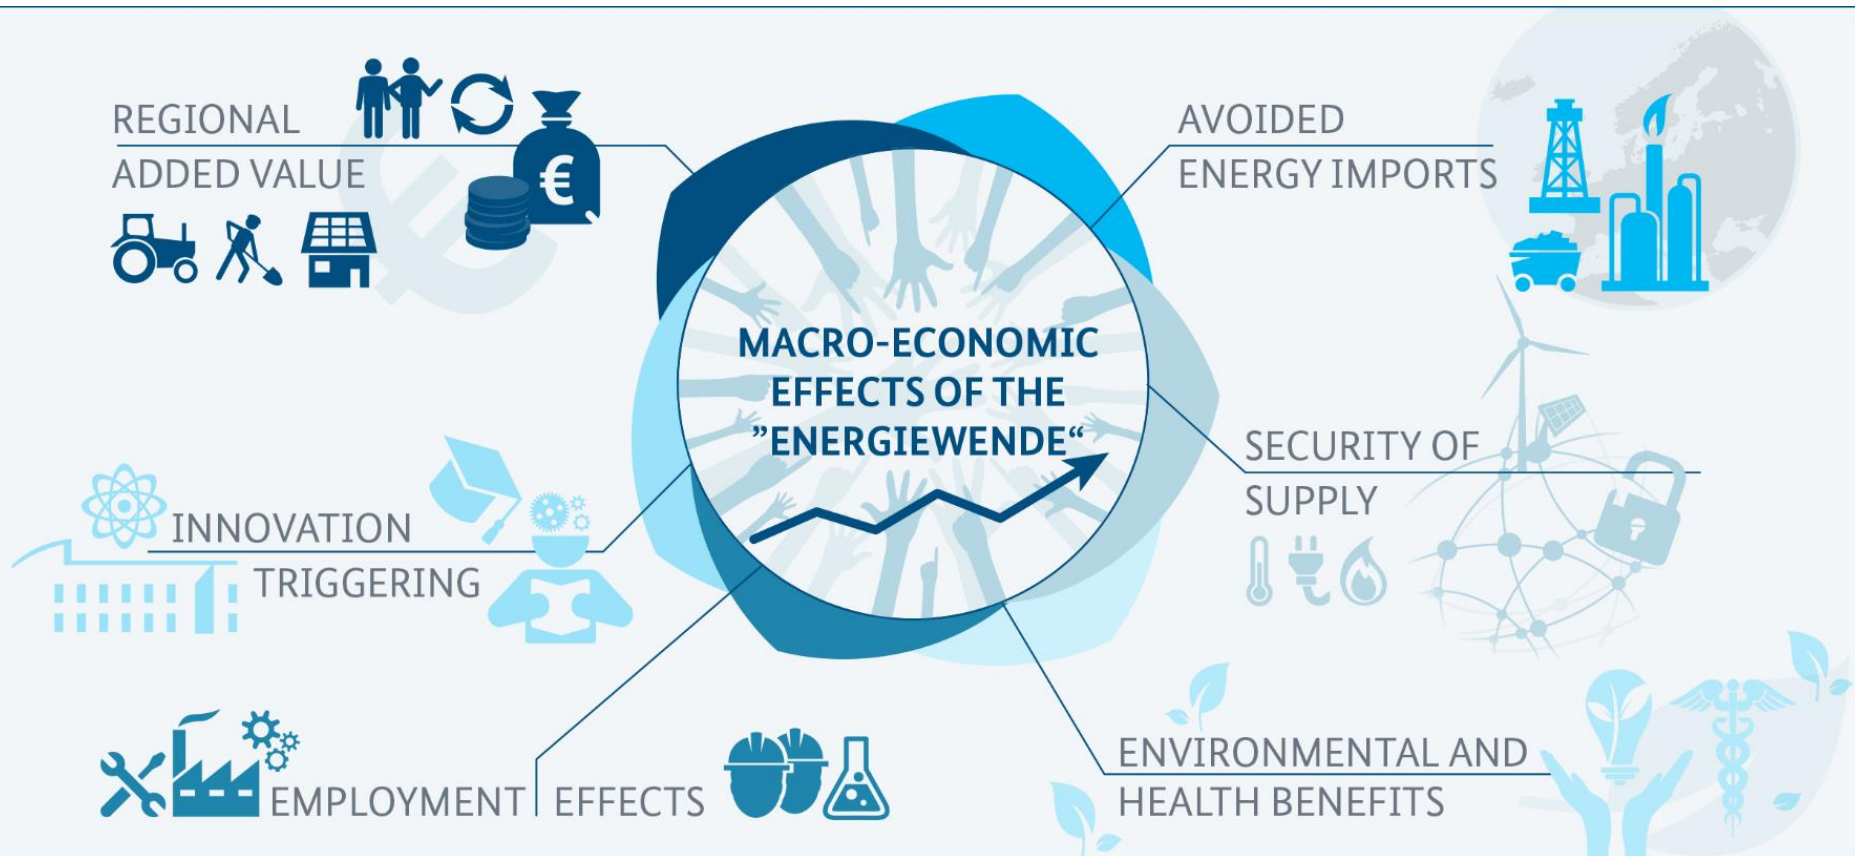 REGIONAL
ADDED VALUE
€
AVOIDED
ENERGY IMPORTS
MACRO-ECONOMIC
EFFECTS OF THE
”ENERGIEWENDE“
SECURITY OF
SUPPLY
INNOVATION
TRIGGERING
EMPLOYMENT EFFECTS
ENVIRONMENTAL AND
HEALTH BENEFITS